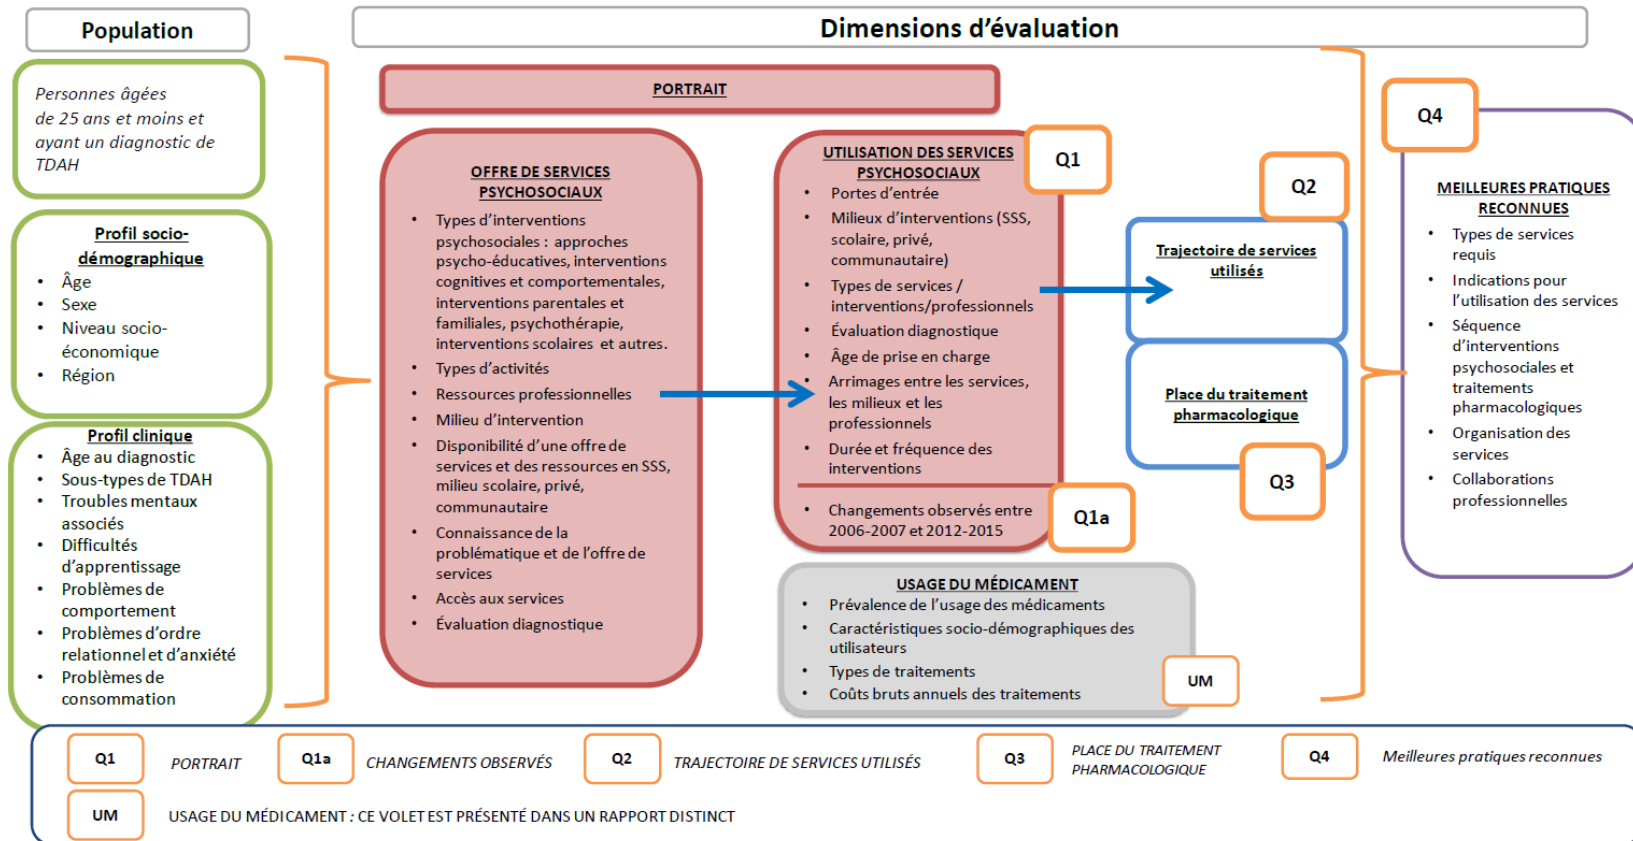 Population
Dimensions d'évaluation
Personnes âgées
de 25 ans et moins et
ayant un diagnostic de
TDAH
Profil socio-
démographique
• Âge
• Sexe
• Niveau socio-
économique
• Région
Profil clinique
• Âge au diagnostic
• Sous-types de TDAH
• Troubles mentaux
associés
• Difficultés
d'apprentissage
• Problèmes de
comportement
• Problèmes d'ordre
relationnel et d'anxiété
• Problèmes de
consommation
PORTRAIT
OFFRE DE SERVICES
PSYCHOSOCIAUX
• Types d'interventions
psychosociales : approches
psycho-éducatives, interventions
cognitives et comportementales,
interventions parentales et
familiales, psychothérapie,
interventions scolaires et autres.
• Types d'activités
• Ressources professionnelles
• Milieu d'intervention
• Disponibilité d'une offre de
services et des ressources en SSS,
milieu scolaire, privé,
communautaire
• Connaissance de la
problématique et de l'offre de
services
• Accès aux services
• Évaluation diagnostique
UTILISATION DES SERVICES
PSYCHOSOCIAUX
Q1
• Portes d'entrée
• Milieux d'interventions (SSS,
scolaire, privé,
communautaire)
• Types de services /
interventions/professionnels
• Évaluation diagnostique
• Âge de prise en charge
• Arrimages entre les services,
les milieux et les
professionnels
• Durée et fréquence des
interventions
• Changements observés entre
2006-2007 et 2012-2015
Q1a
USAGE DU MÉDICAMENT
• Prévalence de l'usage des médicaments
• Caractéristiques socio-démographiques des
utilisateurs
• Types de traitements
• Coûts bruts annuels des traitements
UM
Q2
Trajectoire de services
utilisés
Place du traitement
pharmacologique
Q3
Q4
MEILLEURES PRATIQUES
RECONNUES
• Types de services
requis
• Indications pour
l'utilisation des services
• Séquence
d'interventions
psychosociales et
traitements
pharmacologiques
• Organisation des
services
• Collaborations
professionnelles
Q1 PORTRAIT
Q1a CHANGEMENTS OBSERVÉS
Q2 TRAJECTOIRE DE SERVICES UTILISÉS
Q3 PLACE DU TRAITEMENT
PHARMACOLOGIQUE
Q4 Meilleures pratiques reconnues
UM USAGE DU MÉDICAMENT : CE VOLET EST PRÉSENTÉ DANS UN RAPPORT DISTINCT